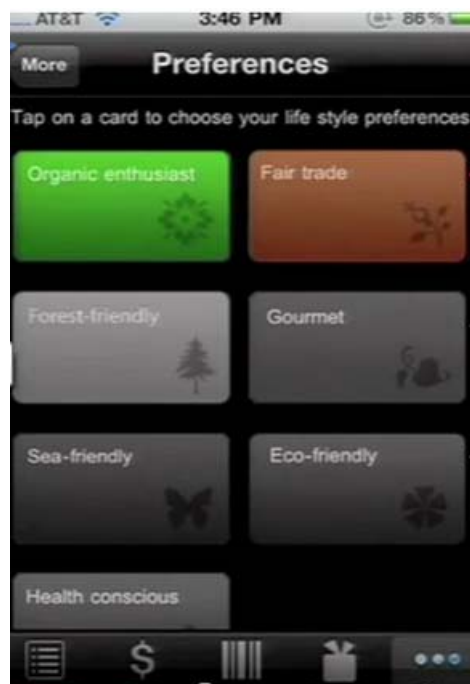 AT&T 3:46 PM 86%
More Preferences
Tap on a card to choose your life style preferences
Organic enthusiast Fair trade
Forest-friendly Gourmet
Sea-friendly Eco-friendly
Health conscious
$